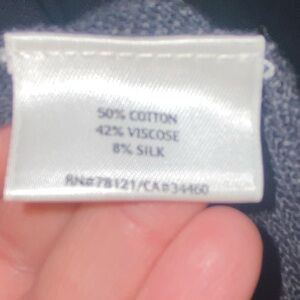 50% COTTON
42% VISCOSE
8% SILK
RN#78121/CA#34460